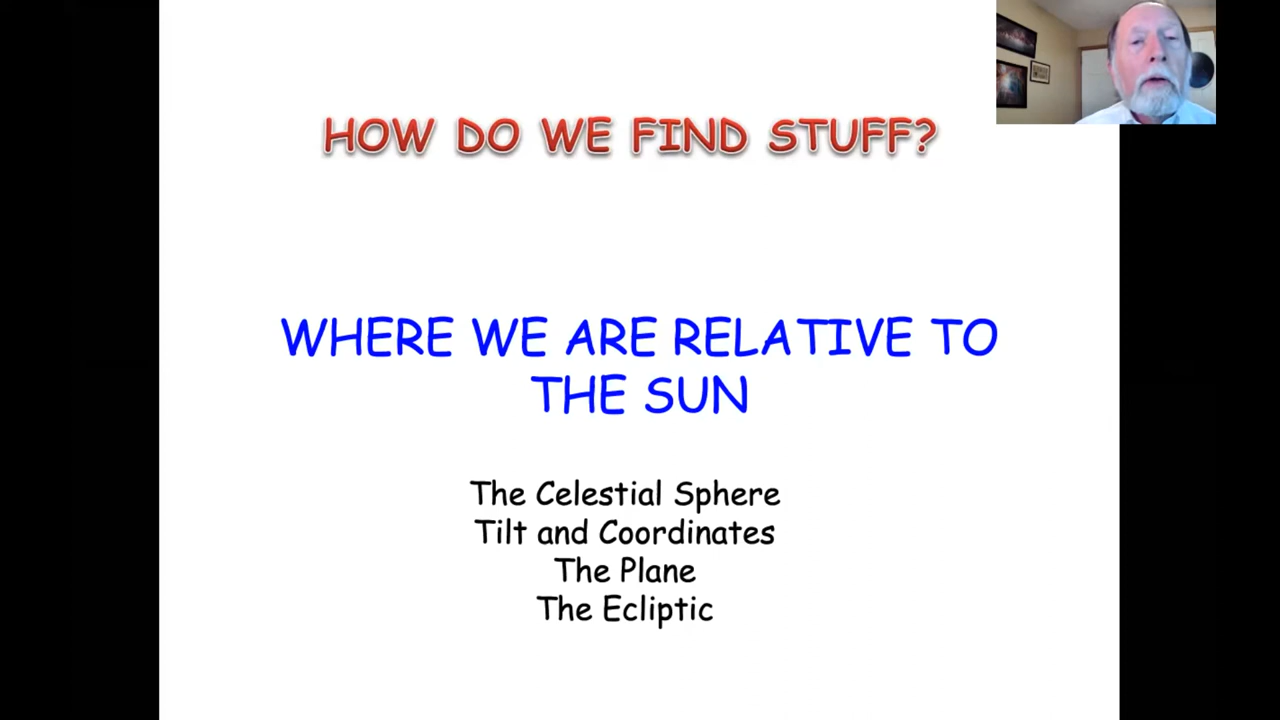 HOW DO WE FIND STUFF?
WHERE WE ARE RELATIVE TO
THE SUN
The Celestial Sphere
Tilt and Coordinates
The Plane
The Ecliptic